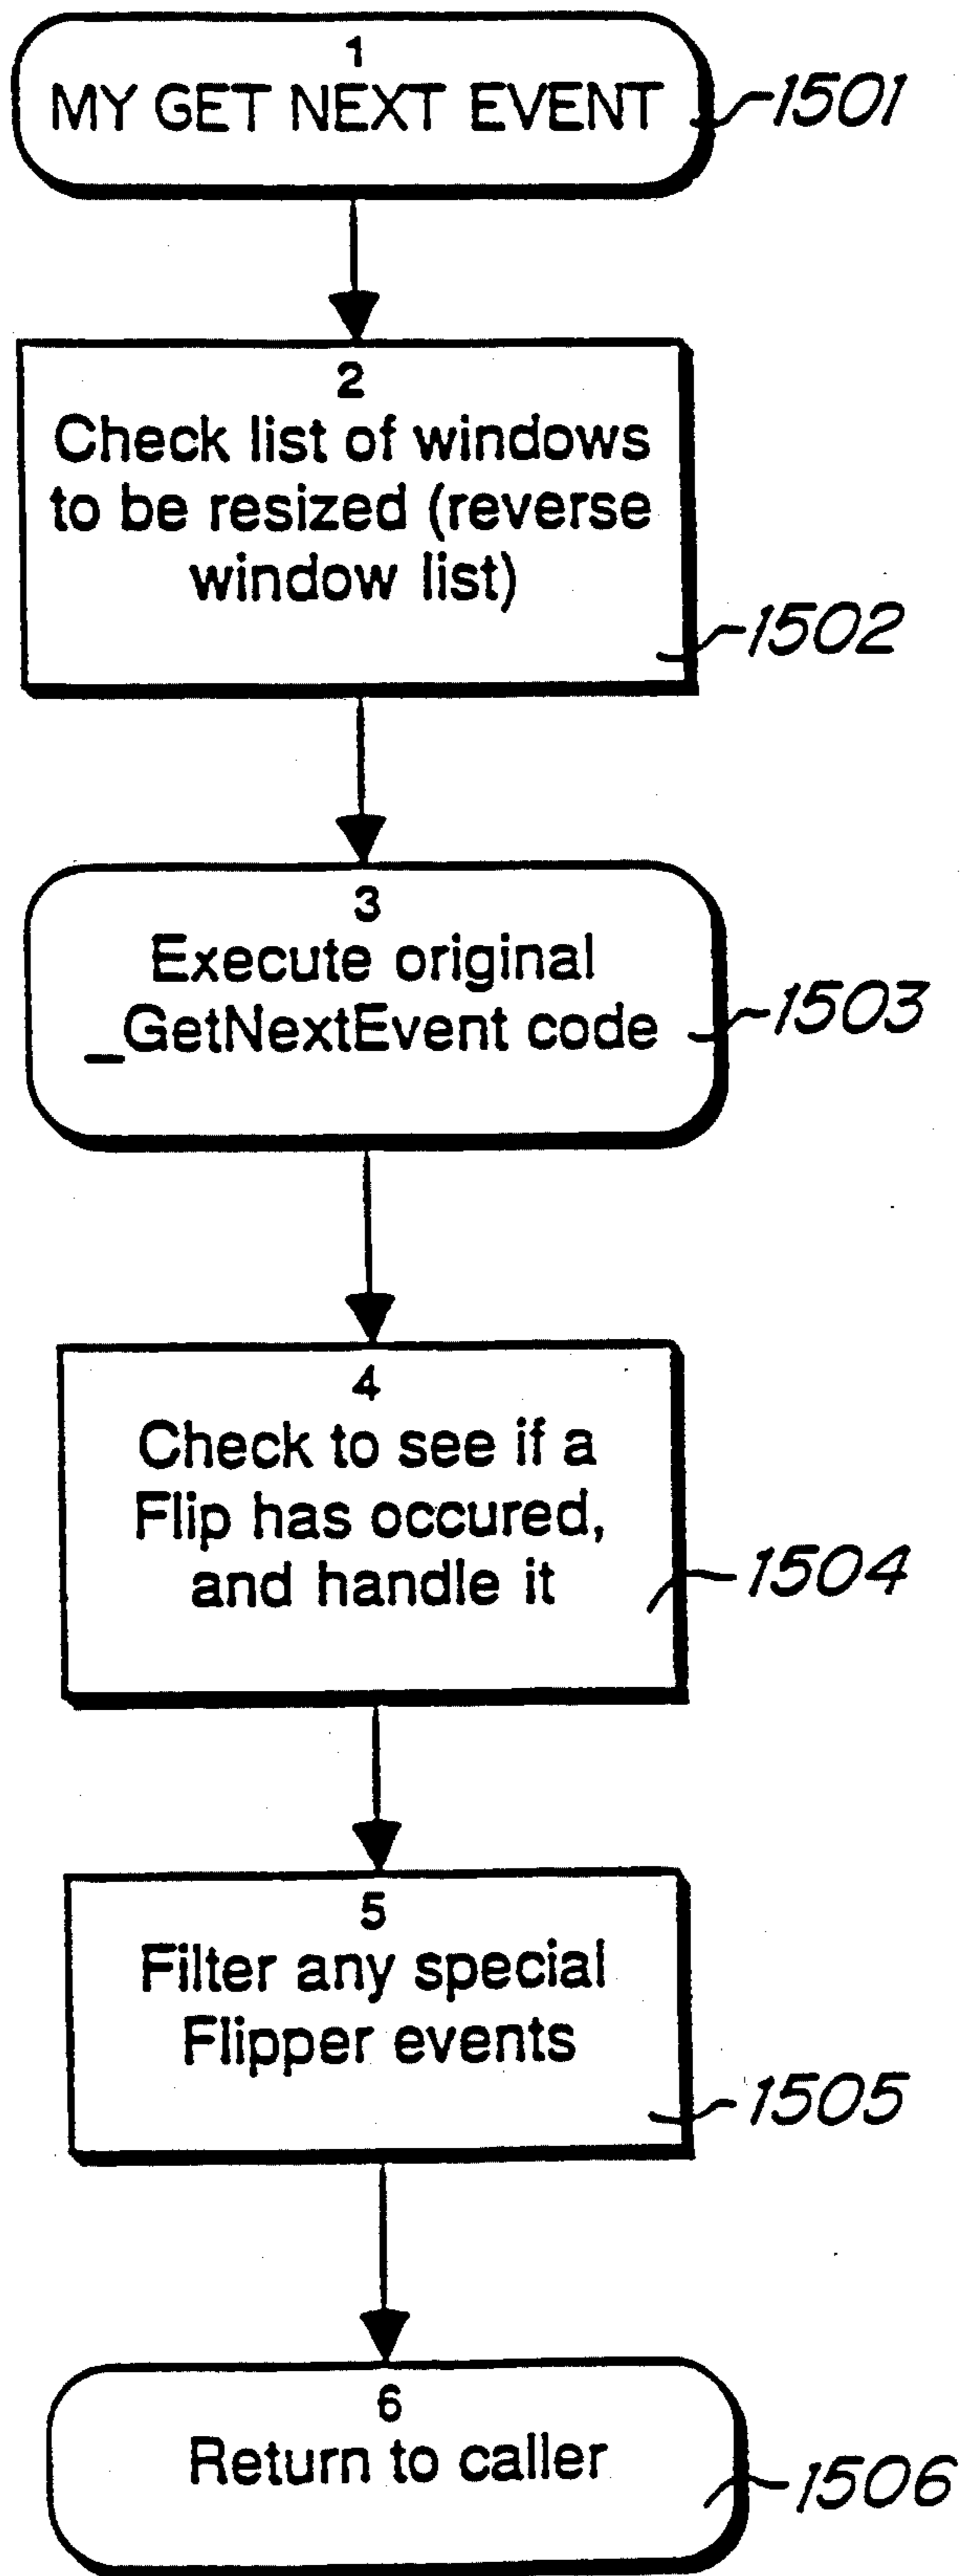 1
MY GET NEXT EVENT
1501
2
Check list of windows
to be resized (reverse
window list)
1502
3
Execute original
_GetNextEvent code
1503
4
Check to see if a
Flip has occured,
and handle it
1504
5
Filter any special
Flipper events
1505
6
Return to caller
1506